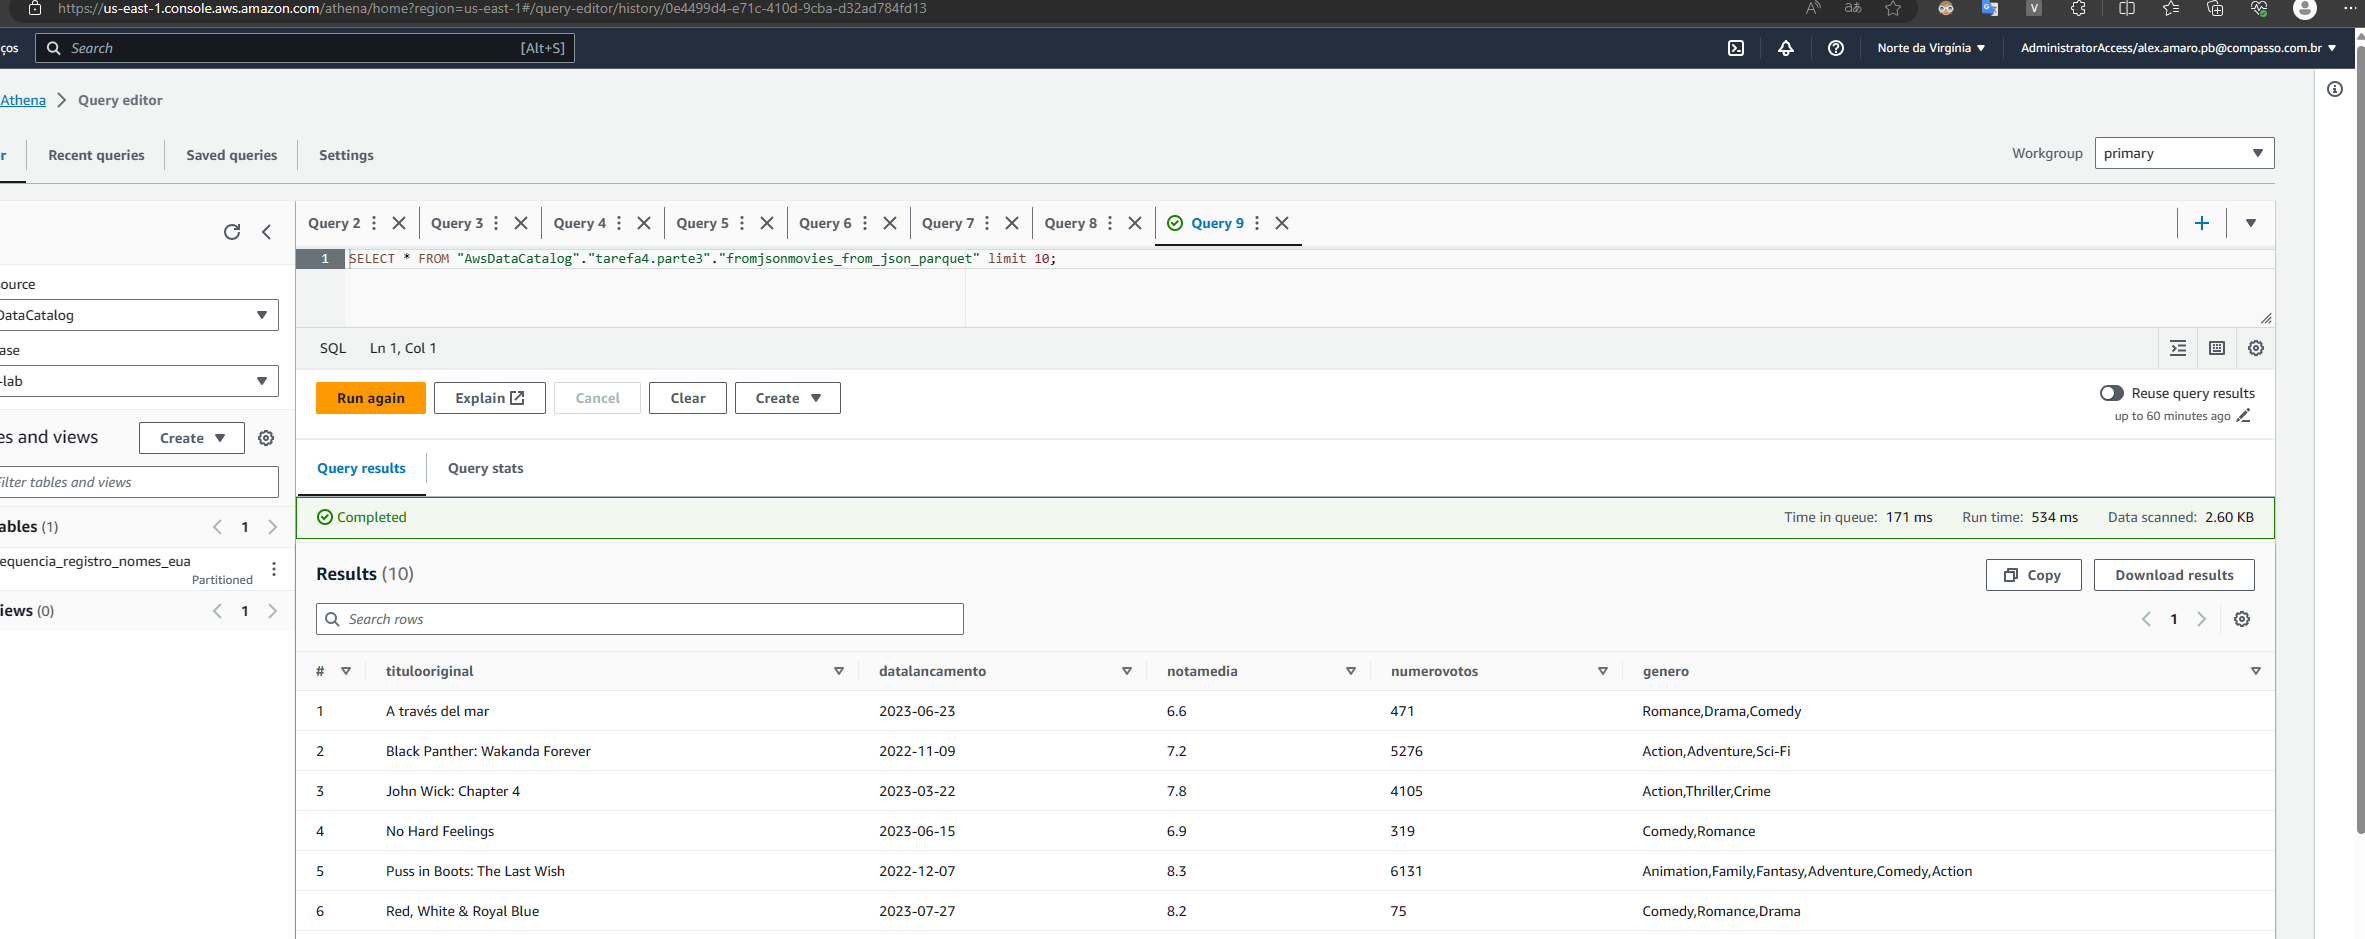 https://us-east-1.console.aws.amazon.com/athena/home?region=us-east-1#/query-editor/history/0e4499d4-e71c-410d-9cba-d32ad784fd13
ços Search [Alt+S] Norte da Virgínia AdministratorAccess/alex.amaro.pb@compasso.com.br
Athena Query editor
r Recent queries Saved queries Settings Workgroup primary
Query 2 Query 3 Query 4 Query 5 Query 6 Query 7 Query 8 Query 9
1 SELECT * FROM "AwsDataCatalog"."tarefa4.parte3"."fromjsonmovies_from_json_parquet" limit 10;
ource
DataCatalog
ase
-lab
SQL Ln 1, Col 1
Run again Explain Cancel Clear Create Reuse query results
up to 60 minutes ago
es and views Create
ilter tables and views
ables (1) 1
equencia_registro_nomes_eua
Partitioned
iews (0) 1
Query results Query stats
Completed Time in queue: 171 ms Run time: 534 ms Data scanned: 2.60 KB
Results (10) Copy Download results
Search rows 1
# titulooriginal datalancamento notamedia numerovotos genero
1 A través del mar 2023-06-23 6.6 471 Romance,Drama,Comedy
2 Black Panther: Wakanda Forever 2022-11-09 7.2 5276 Action,Adventure,Sci-Fi
3 John Wick: Chapter 4 2023-03-22 7.8 4105 Action,Thriller,Crime
4 No Hard Feelings 2023-06-15 6.9 319 Comedy,Romance
5 Puss in Boots: The Last Wish 2022-12-07 8.3 6131 Animation,Family,Fantasy,Adventure,Comedy,Action
6 Red, White & Royal Blue 2023-07-27 8.2 75 Comedy,Romance,Drama